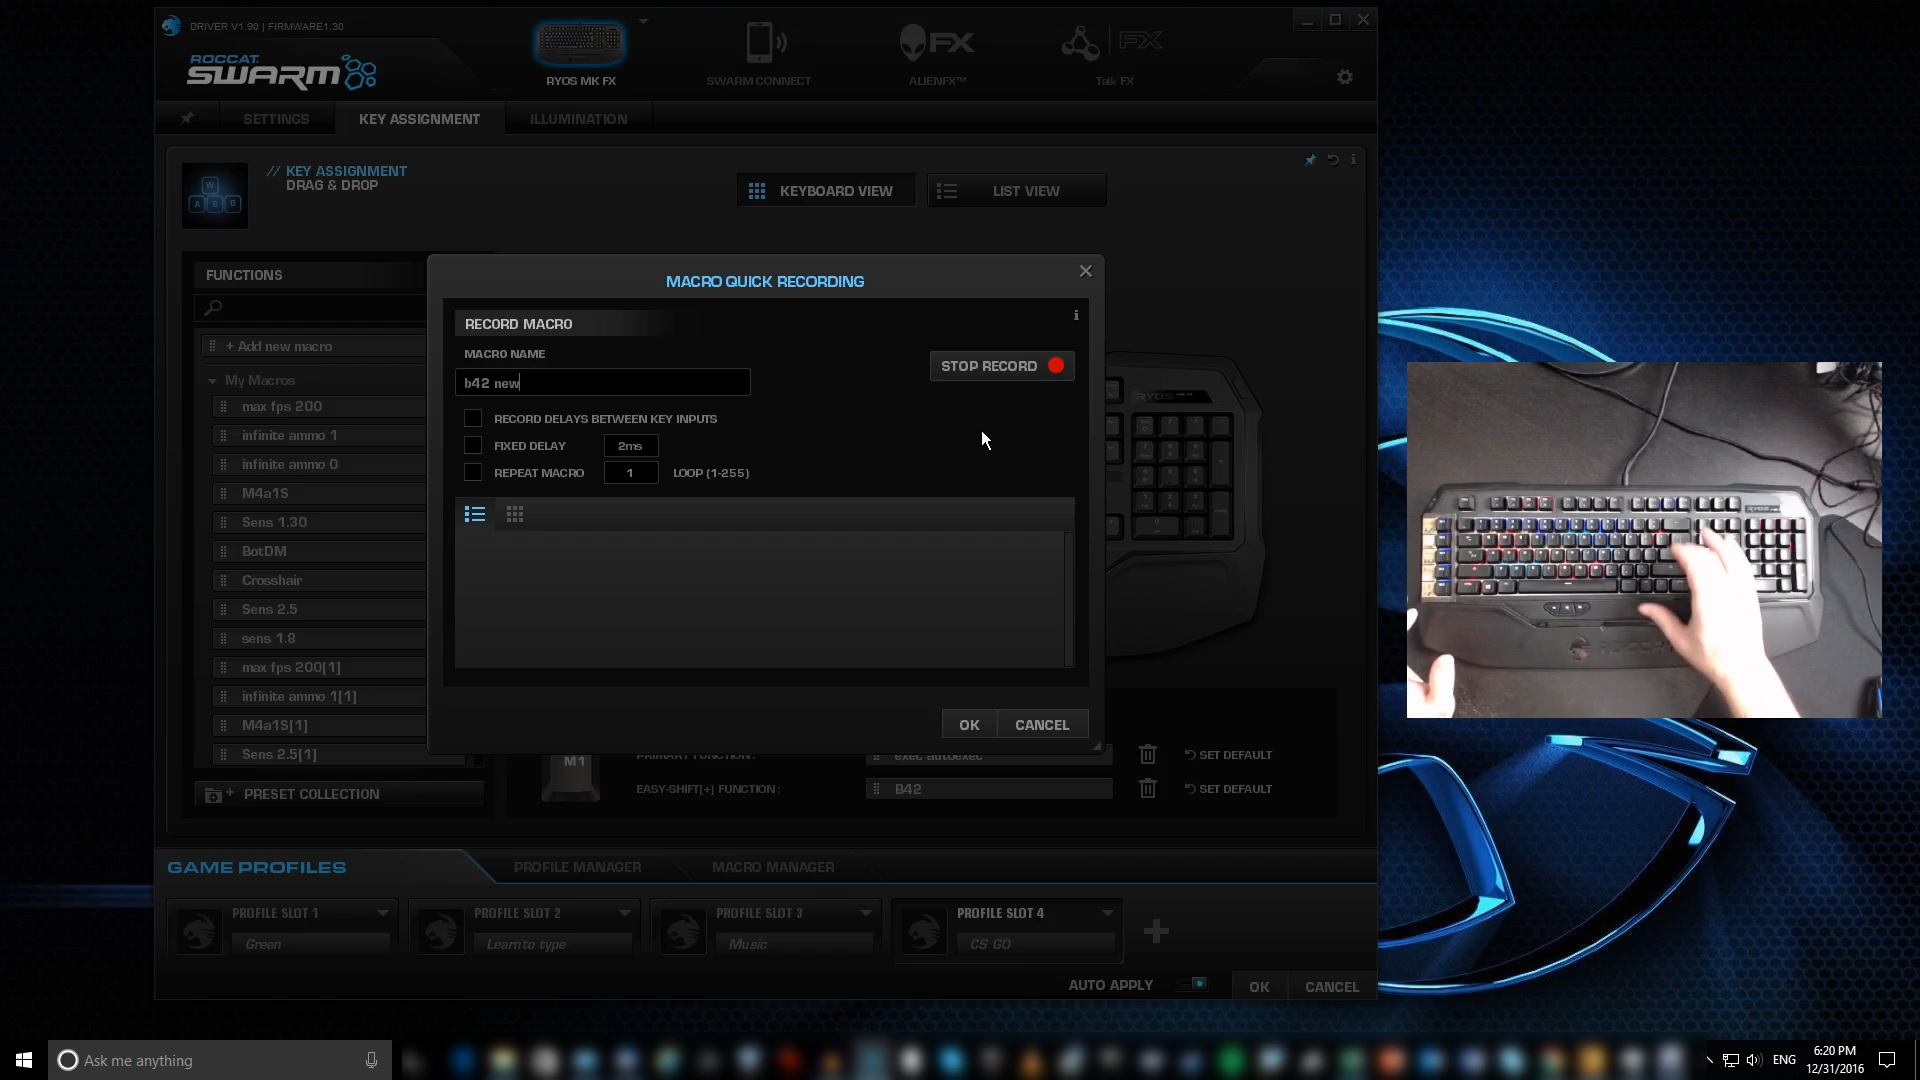 DRIVER V1.90 | FIRMWARE1.30
ROCCAT
SWARM
RYOS MK FX
SWARM CONNECT
FX
ALIENFX™
FX
Talk FX
SETTINGS
KEY ASSIGNMENT
ILLUMINATION
// KEY ASSIGNMENT
DRAG & DROP
W
A S D
KEYBOARD VIEW
LIST VIEW
FUNCTIONS
+ Add new macro
My Macros
max fps 200
infinite ammo 1
infinite ammo 0
M4a1S
Sens 1.30
BotDM
Crosshair
Sens 2.5
sens 1.8
max fps 200[1]
infinite ammo 1[1]
M4a1S[1]
Sens 2.5[1]
PRESET COLLECTION
MACRO QUICK RECORDING
RECORD MACRO
MACRO NAME
b42 new
STOP RECORD
RECORD DELAYS BETWEEN KEY INPUTS
FIXED DELAY 2ms
REPEAT MACRO 1 LOOP (1-255)
OK CANCEL
RYOS
M1
PRIMARY FUNCTION : exec autoexec SET DEFAULT
EASY-SHIFT[+] FUNCTION : B42 SET DEFAULT
GAME PROFILES
PROFILE MANAGER
MACRO MANAGER
PROFILE SLOT 1
Green
PROFILE SLOT 2
Learn to type
PROFILE SLOT 3
Music
PROFILE SLOT 4
CS GO
AUTO APPLY
OK CANCEL
Ask me anything
ENG
6:20 PM
12/31/2016